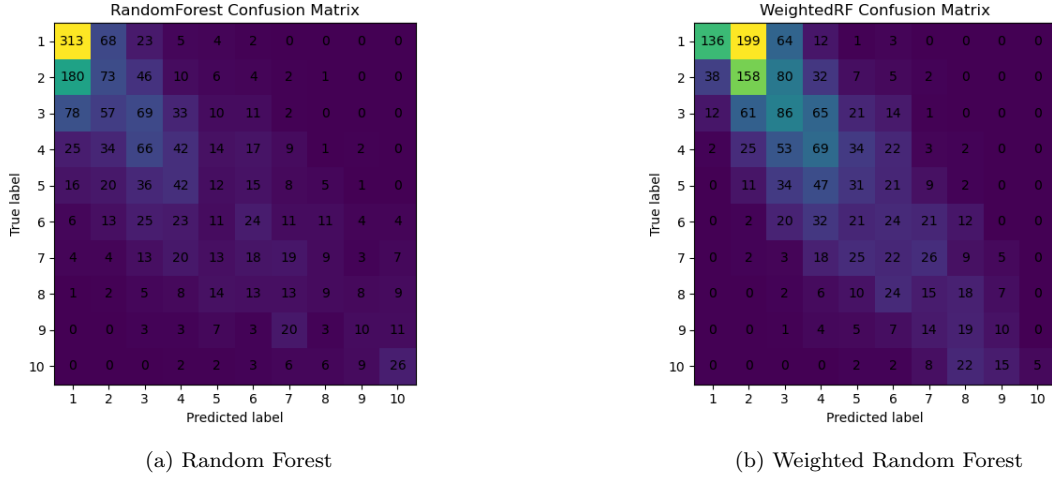 RandomForest Confusion Matrix
1 313 68 23 5 4 2 0 0 0 0
2 180 73 46 10 6 4 2 1 0 0
3 78 57 69 33 10 11 2 0 0 0
4 25 34 66 42 14 17 9 1 2 0
5 16 20 36 42 12 15 8 5 1 0
6 6 13 25 23 11 24 11 11 4 4
7 4 4 13 20 13 18 19 9 3 7
8 1 2 5 8 14 13 13 9 8 9
9 0 0 3 3 7 3 20 3 10 11
10 0 0 0 2 2 3 6 6 9 26
1 2 3 4 5 6 7 8 9 10
True label
Predicted label
(a) Random Forest
WeightedRF Confusion Matrix
1 136 199 64 12 1 3 0 0 0 0
2 38 158 80 32 7 5 2 0 0 0
3 12 61 86 65 21 14 1 0 0 0
4 2 25 53 69 34 22 3 2 0 0
5 0 11 34 47 31 21 9 2 0 0
6 0 2 20 32 21 24 21 12 0 0
7 0 2 3 18 25 22 26 9 5 0
8 0 0 2 6 10 24 15 18 7 0
9 0 0 1 4 5 7 14 19 10 0
10 0 0 0 0 2 2 8 22 15 5
1 2 3 4 5 6 7 8 9 10
True label
Predicted label
(b) Weighted Random Forest